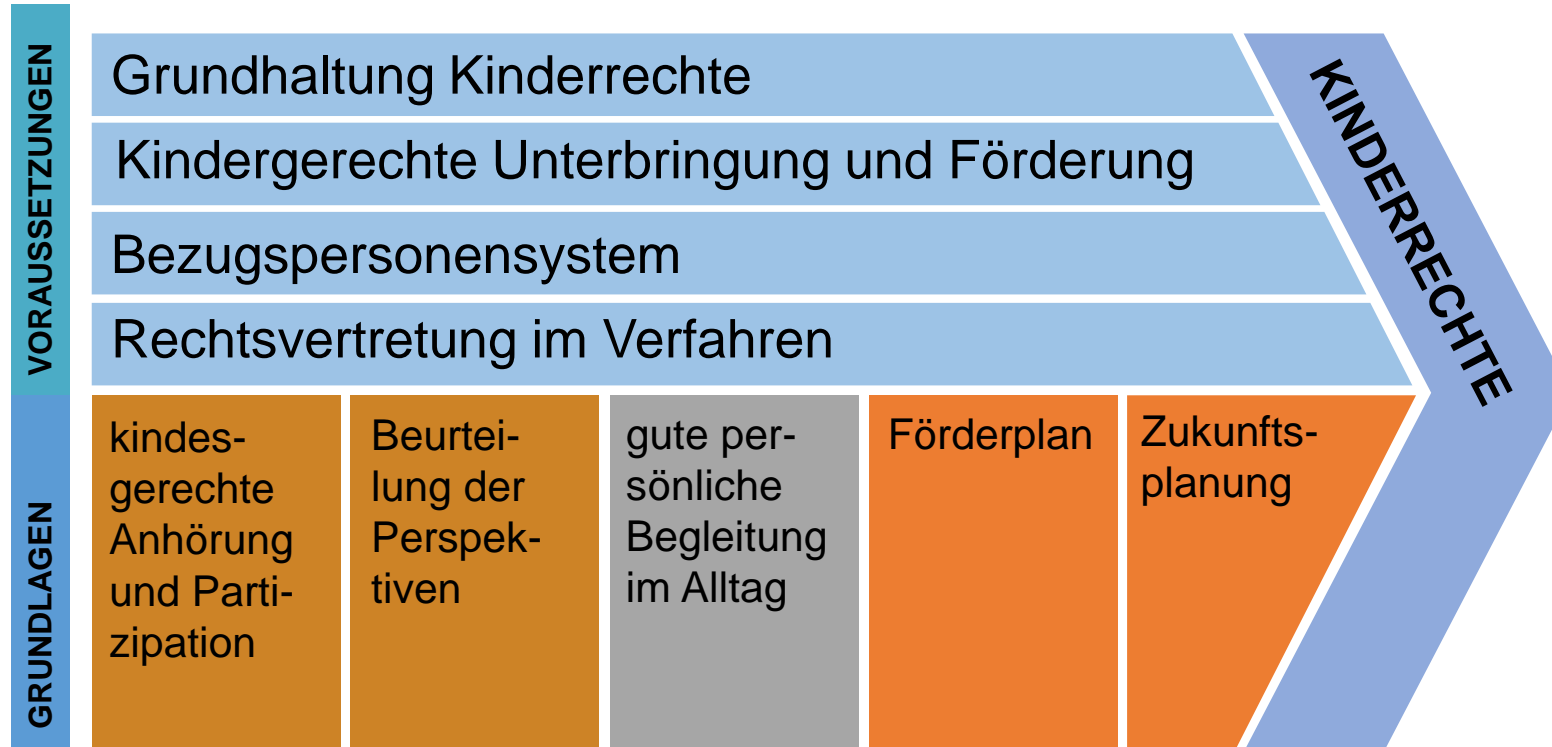 VORAUSSETZUNGEN
Grundhaltung Kinderrechte
Kindergerechte Unterbringung und Förderung
Bezugspersonensystem
Rechtsvertretung im Verfahren
KINDERRECHTE
GRUNDLAGEN
kindes-
gerechte
Anhörung
und Parti-
zipation
Beurtei-
lung der
Perspek-
tiven
gute per-
sönliche
Begleitung
im Alltag
Förderplan
Zukunfts-
planung